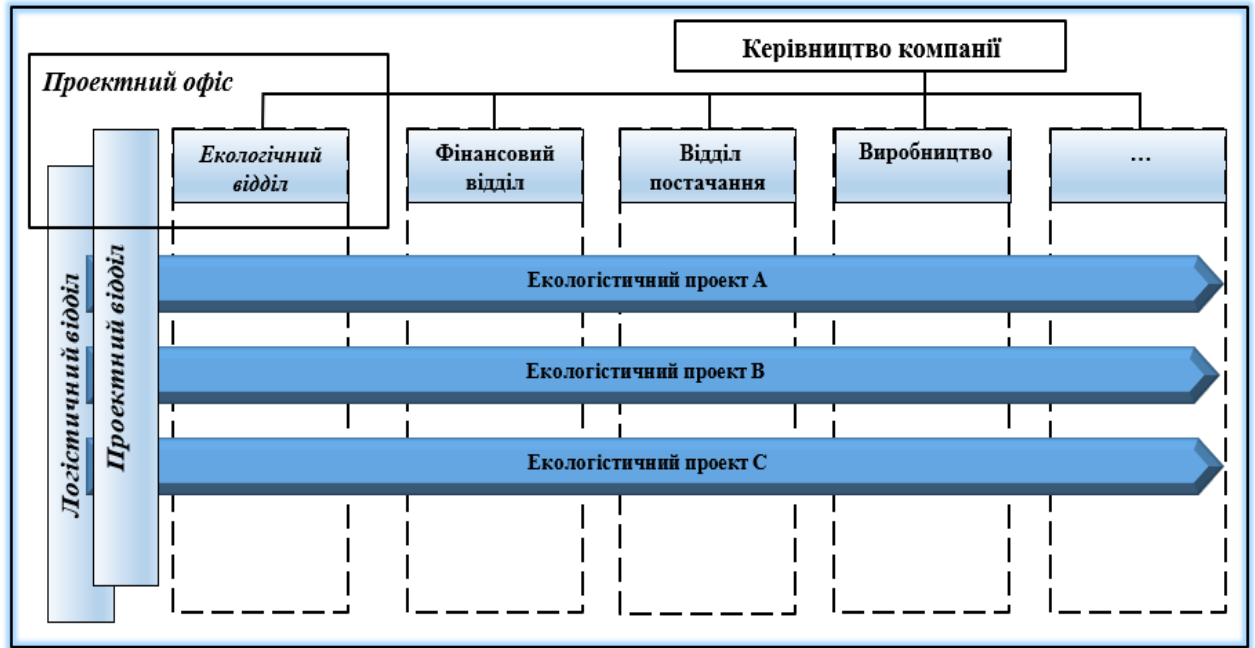 Керівництво компанії
Проектний офіс
Екологічний
відділ
Фінансовий
відділ
Відділ
постачання
Виробництво
...
Логістичний відділ
Проектний відділ
Екологістичний проект А
Екологістичний проект В
Екологістичний проект С